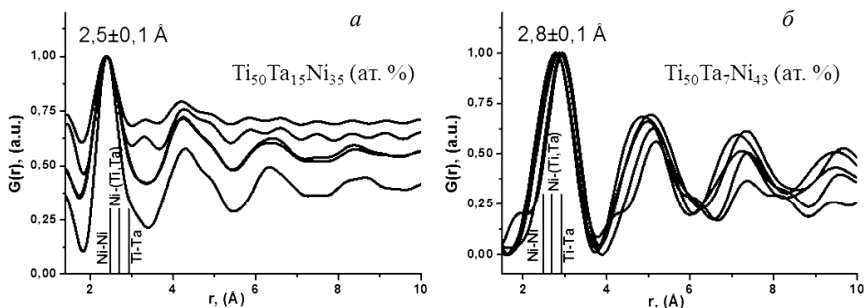 а
2,5±0,1 Å
Ti50Ta15Ni35 (ат. %)
G(r), (a.u.)
1,00
0,75
0,50
0,25
0,00
Ni-Ni
Ni-(Ti,Ta)
Ti-Ta
2
4
6
8
10
r, (Å)
б
2,8±0,1 Å
Ti50Ta7Ni43 (ат. %)
G(r), (a.u.)
1,00
0,75
0,50
0,25
0,00
Ni-Ni
Ni-(Ti,Ta)
Ti-Ta
2
4
6
8
10
r, (Å)